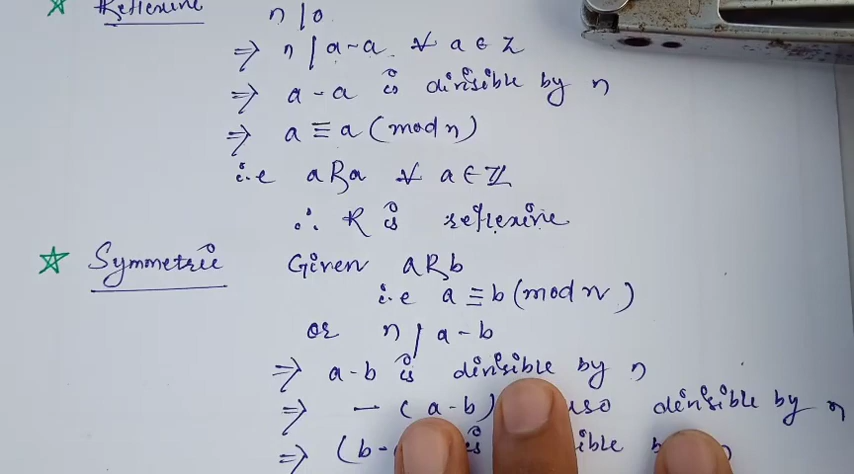 Reflexive n | 0
⇒ n | a-a ∀ a ∈ Z
⇒ a-a is divisible by n
⇒ a ≡ a (mod n)
i.e aRa ∀ a ∈ Z
∴ R is reflexive
Symmetric Given aRb
i.e a ≡ b (mod n)
or n | a-b
⇒ a-b is divisible by n
⇒ -(a-b) divisible by n
⇒ (b- is